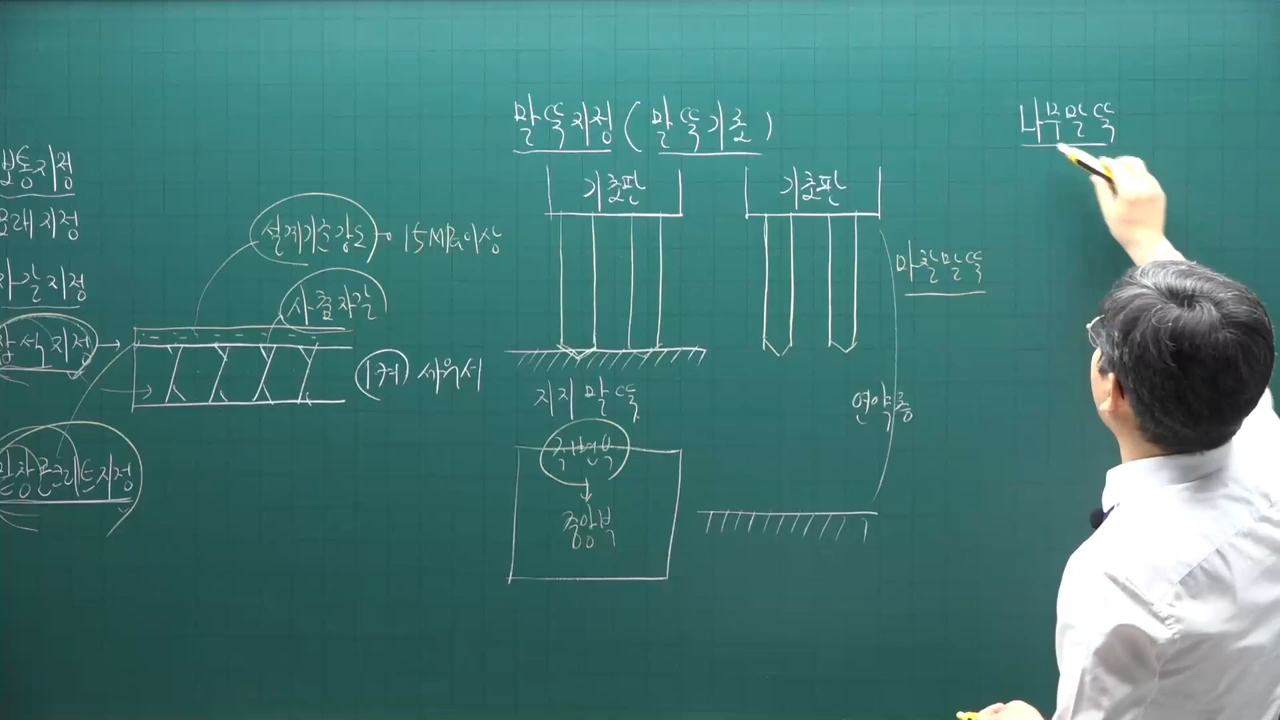 보통지정
모래지정
자갈지정
잡석지정
밑창콘크리트지정
설계기준강도
15MPa이상
사춤자갈
1켜 세워서
말뚝지정 (말뚝기초)
기초판
지지말뚝
주변부
중앙부
기초판
마찰말뚝
연약층
나무말뚝